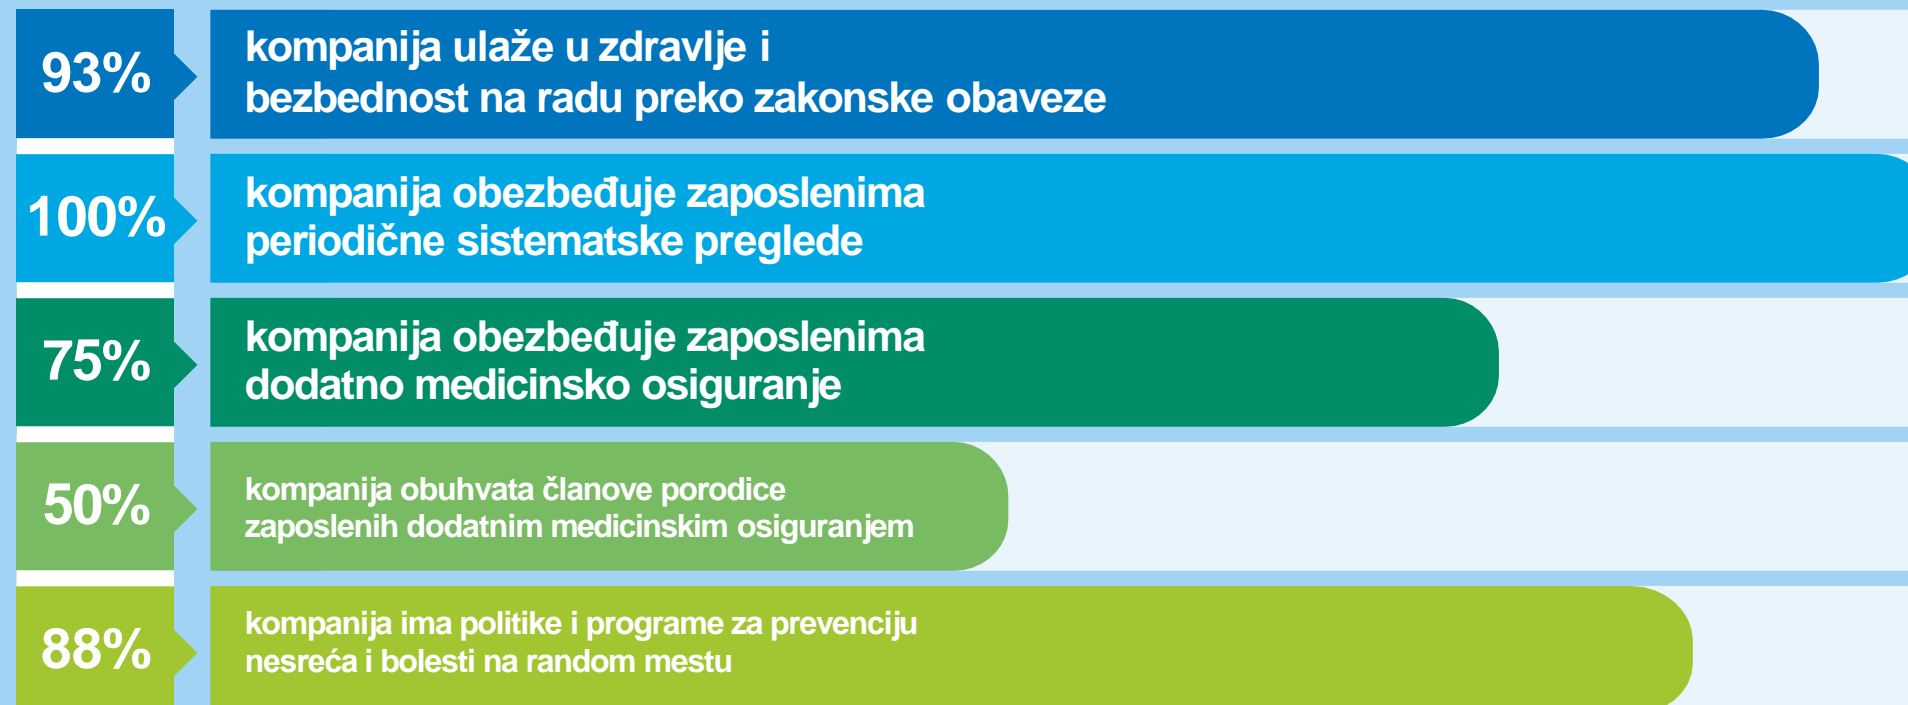 93%
kompanija ulaže u zdravlje i
bezbednost na radu preko zakonske obaveze
100%
kompanija obezbeđuje zaposlenima
periodične sistematske preglede
75%
kompanija obezbeđuje zaposlenima
dodatno medicinsko osiguranje
50%
kompanija obuhvata članove porodice
zaposlenih dodatnim medicinskim osiguranjem
88%
kompanija ima politike i programe za prevenciju
nesreća i bolesti na random mestu